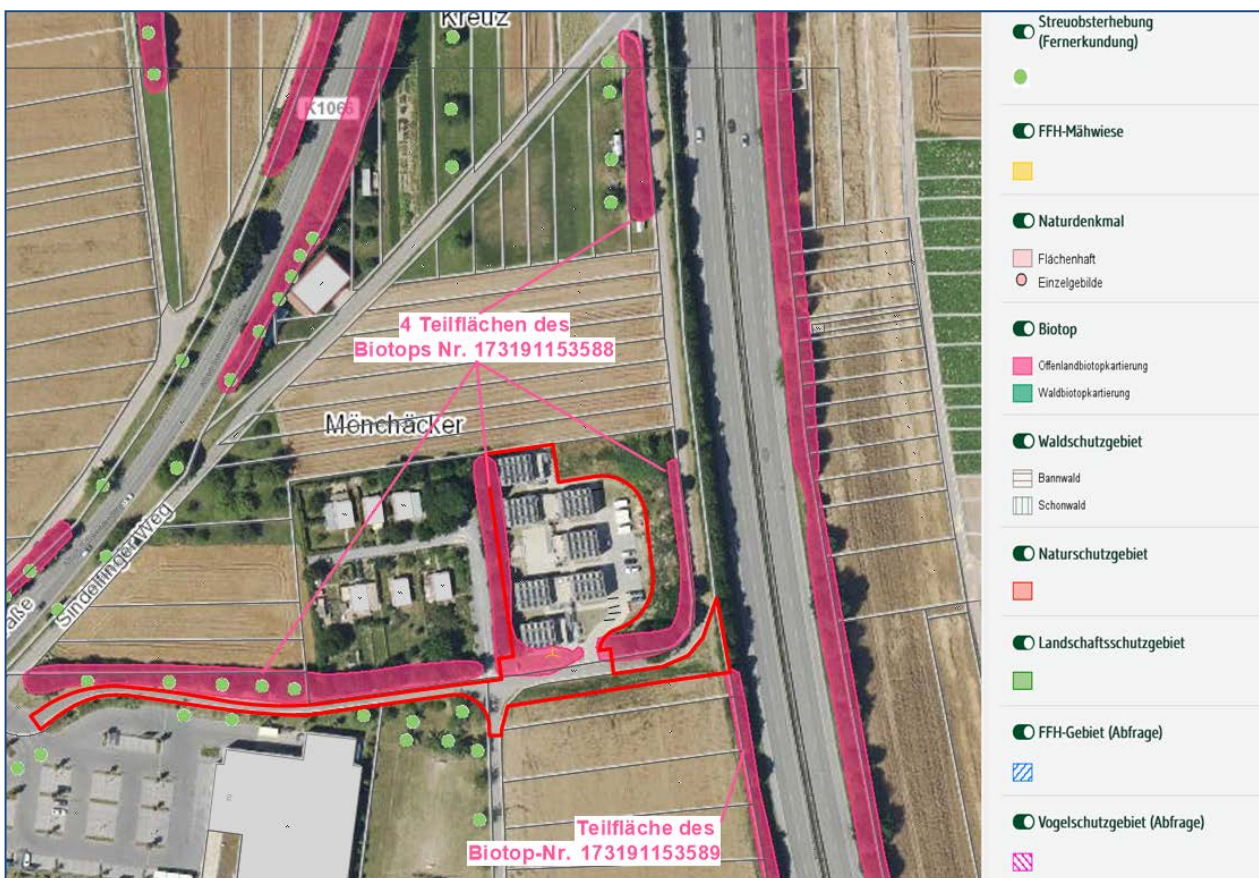 Kreuz
K1066
4 Teilflächen des
Biotops Nr. 173191153588
Mönchäcker
Sindelfinger Weg
aße
Teilfläche des
Biotop-Nr. 173191153589
Streuobsterhebung
(Fernerkundung)
FFH-Mähwiese
Naturdenkmal
Flächenhaft
Einzelgebilde
Biotop
Offenlandbiotopkartierung
Waldbiotopkartierung
Waldschutzgebiet
Bannwald
Schonwald
Naturschutzgebiet
Landschaftsschutzgebiet
FFH-Gebiet (Abfrage)
Vogelschutzgebiet (Abfrage)